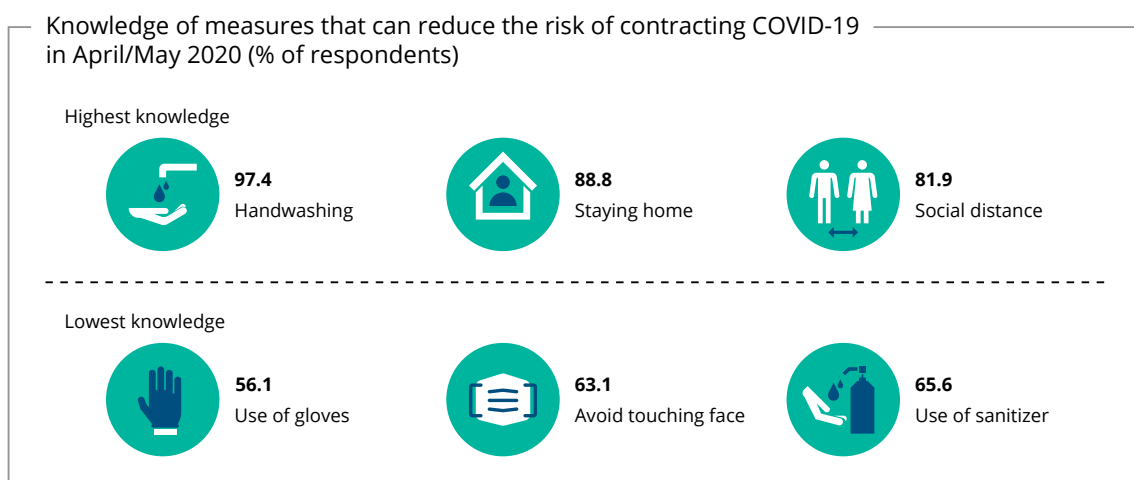 Knowledge of measures that can reduce the risk of contracting COVID-19
in April/May 2020 (% of respondents)
Highest knowledge
97.4
Handwashing
88.8
Staying home
81.9
Social distance
Lowest knowledge
56.1
Use of gloves
63.1
Avoid touching face
65.6
Use of sanitizer